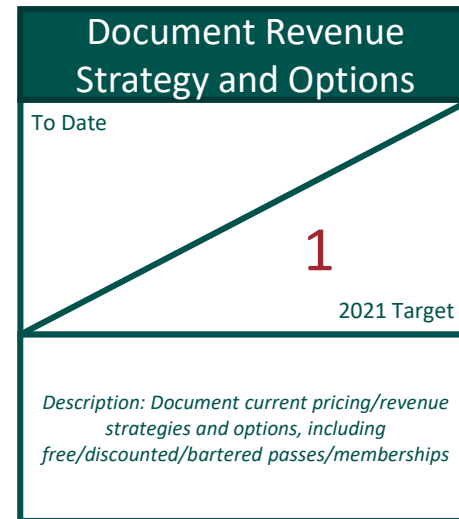 Document Revenue
Strategy and Options
To Date
1
2021 Target
Description: Document current pricing/revenue
strategies and options, including
free/discounted/bartered passes/memberships